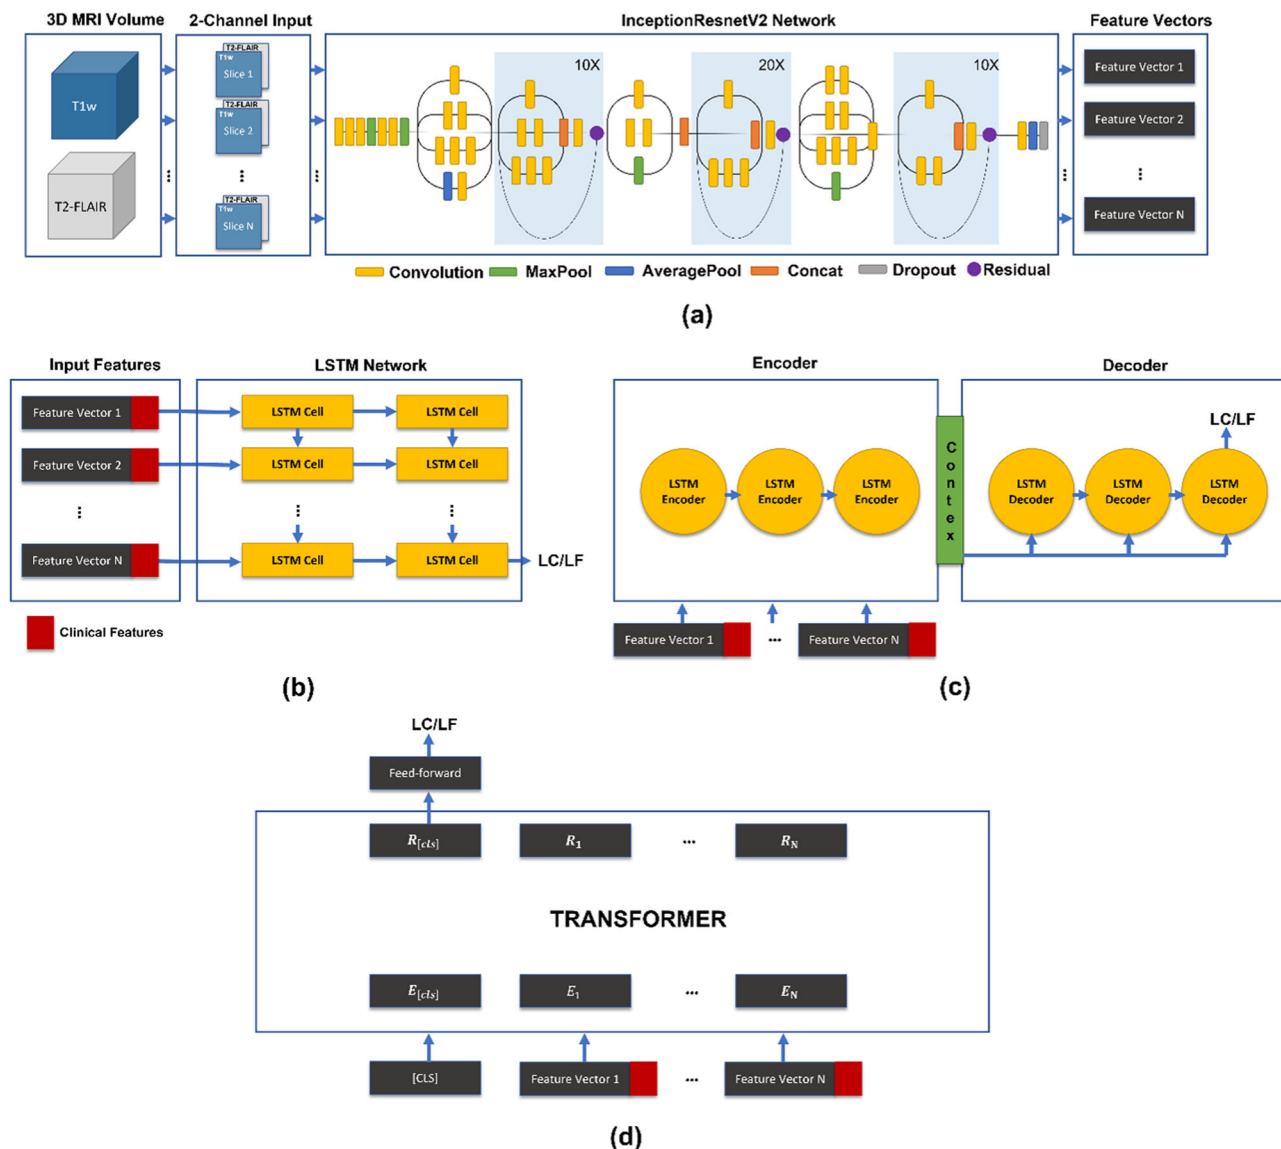 3D MRI Volume
2-Channel Input
InceptionResnetV2 Network
Feature Vectors
T1w
T2-FLAIR
T2-FLAIR
T1w
Slice 1
T2-FLAIR
T1w
Slice 2
...
T2-FLAIR
T1w
Slice N
10X
20X
10X
Feature Vector 1
Feature Vector 2
...
Feature Vector N
Convolution
MaxPool
AveragePool
Concat
Dropout
Residual
(a)
Input Features
LSTM Network
Feature Vector 1
LSTM Cell
LSTM Cell
Feature Vector 2
LSTM Cell
LSTM Cell
...
Feature Vector N
LSTM Cell
LSTM Cell
LC/LF
Clinical Features
(b)
Encoder
Decoder
LSTM
Encoder
LSTM
Encoder
LSTM
Encoder
Contex
LC/LF
LSTM
Decoder
LSTM
Decoder
LSTM
Decoder
Feature Vector 1
...
Feature Vector N
(c)
LC/LF
Feed-forward
R[cls]
R1
...
RN
TRANSFORMER
E[cls]
E1
...
EN
[CLS]
Feature Vector 1
...
Feature Vector N
(d)